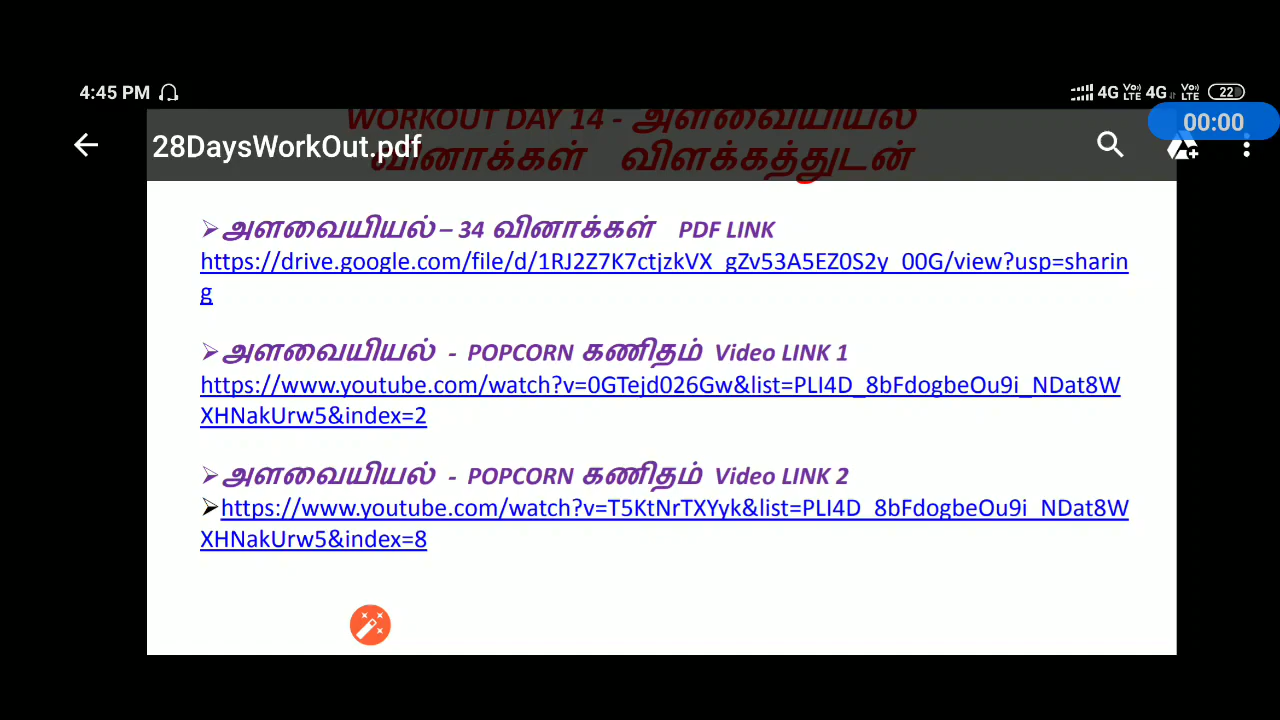 4:45 PM
4G VoLTE 4G VoLTE 22
00:00
WORKOUT DAY 14 - அளவையியல்
28DaysWorkOut.pdf
வினாக்கள் விளக்கத்துடன்
➢அளவையியல் – 34 வினாக்கள் PDF LINK
https://drive.google.com/file/d/1RJ2Z7K7ctjzkVX_gZv53A5EZ0S2y_00G/view?usp=sharin
g
➢அளவையியல் - POPCORN கணிதம் Video LINK 1
https://www.youtube.com/watch?v=0GTejd026Gw&list=PLI4D_8bFdogbeOu9i_NDat8W
XHNakUrw5&index=2
➢அளவையியல் - POPCORN கணிதம் Video LINK 2
➢https://www.youtube.com/watch?v=T5KtNrTXYyk&list=PLI4D_8bFdogbeOu9i_NDat8W
XHNakUrw5&index=8